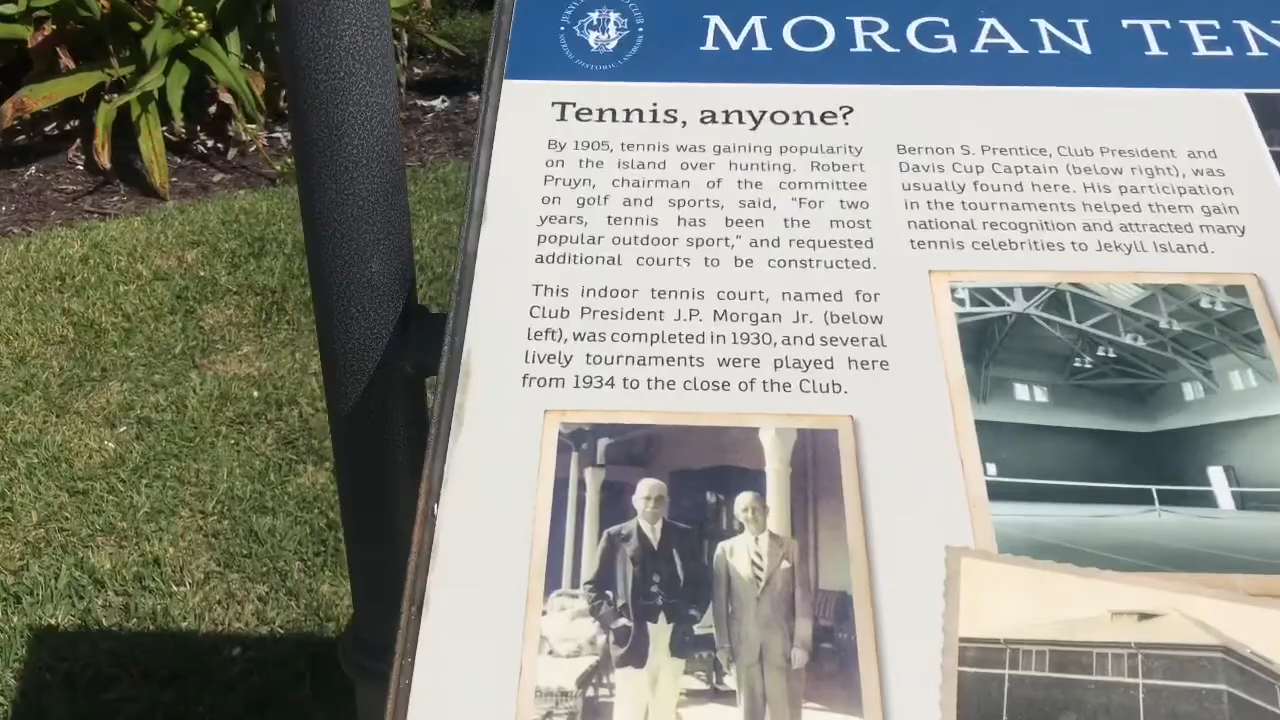 MORGAN TEN
Tennis, anyone?
By 1905, tennis was gaining popularity
on the island over hunting. Robert
Pruyn, chairman of the committee
on golf and sports, said, “For two
years, tennis has been the most
popular outdoor sport,” and requested
additional courts to be constructed.
This indoor tennis court, named for
Club President J.P. Morgan Jr. (below
left), was completed in 1930, and several
lively tournaments were played here
from 1934 to the close of the Club.
Bernon S. Prentice, Club President and
Davis Cup Captain (below right), was
usually found here. His participation
in the tournaments helped them gain
national recognition and attracted many
tennis celebrities to Jekyll Island.
NATIONAL HISTORIC LANDMARK